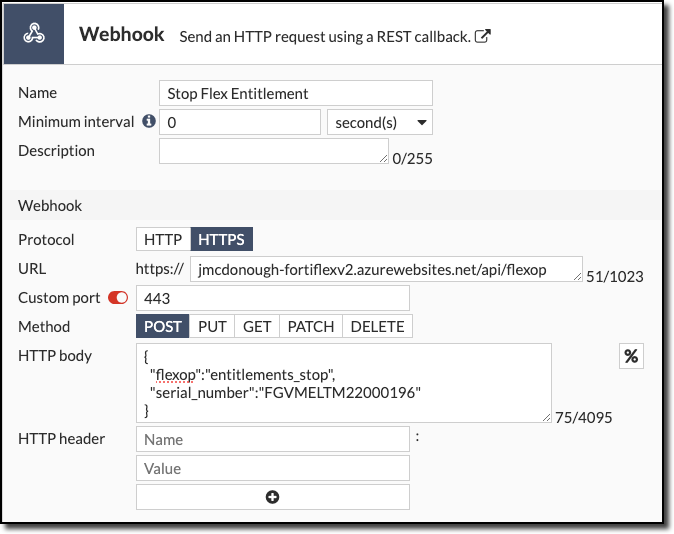 Webhook Send an HTTP request using a REST callback.
Name Stop Flex Entitlement
Minimum interval 0 second(s)
Description 0/255
Webhook
Protocol HTTP HTTPS
URL https:// jmcdonough-fortiflexv2.azurewebsites.net/api/flexop 51/1023
Custom port 443
Method POST PUT GET PATCH DELETE
HTTP body {
"flexop":"entitlements_stop",
"serial_number":"FGVMELTM22000196"
} 75/4095
%
HTTP header Name :
Value